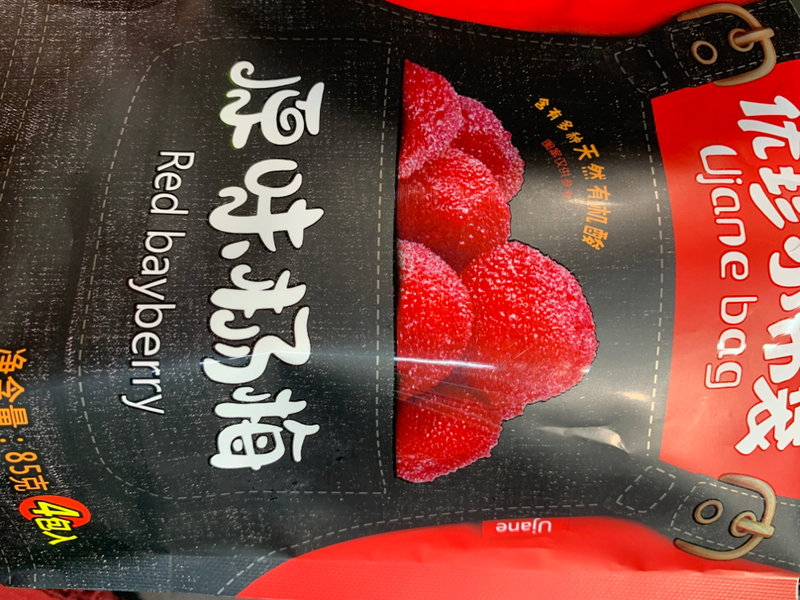 优珍小布袋
Ujane bag
含有多种天然有机酸
Ujane
原味.杨梅
Red bayberry
净含量:85克
4包入